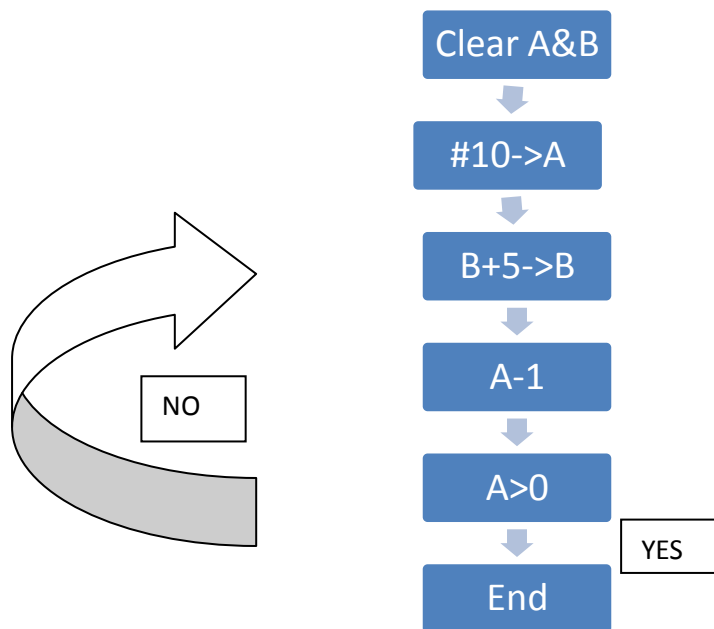 Clear A&B
#10->A
B+5->B
A-1
NO
A>0
YES
End